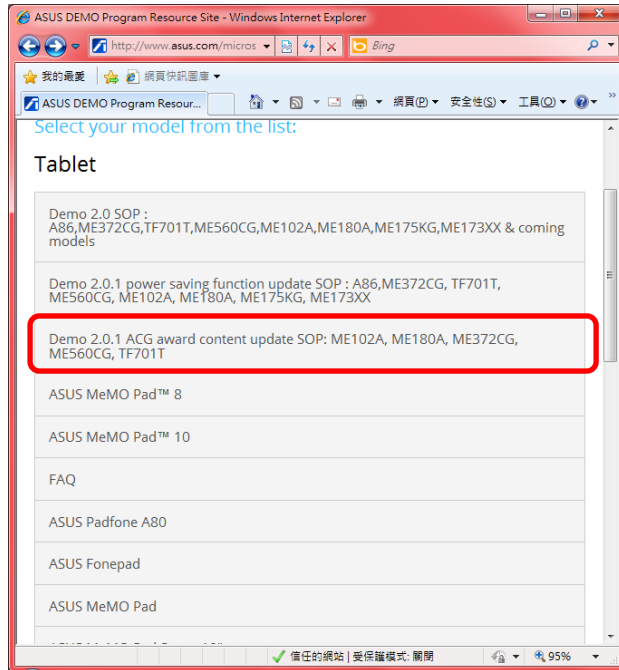 ASUS DEMO Program Resource Site - Windows Internet Explorer
http://www.asus.com/micros
Bing
我的最愛
網頁快訊圖庫
ASUS DEMO Program Resour...
網頁(P)
安全性(S)
工具(O)
Select your model from the list:
Tablet
Demo 2.0 SOP :
A86,ME372CG,TF701T,ME560CG,ME102A,ME180A,ME175KG,ME173XX & coming
models
Demo 2.0.1 power saving function update SOP : A86,ME372CG, TF701T,
ME560CG, ME102A, ME180A, ME175KG, ME173XX
Demo 2.0.1 ACG award content update SOP: ME102A, ME180A, ME372CG,
ME560CG, TF701T
ASUS MeMO Pad™ 8
ASUS MeMO Pad™ 10
FAQ
ASUS Padfone A80
ASUS Fonepad
ASUS MeMO Pad
信任的網站 | 受保護模式: 關閉
95%